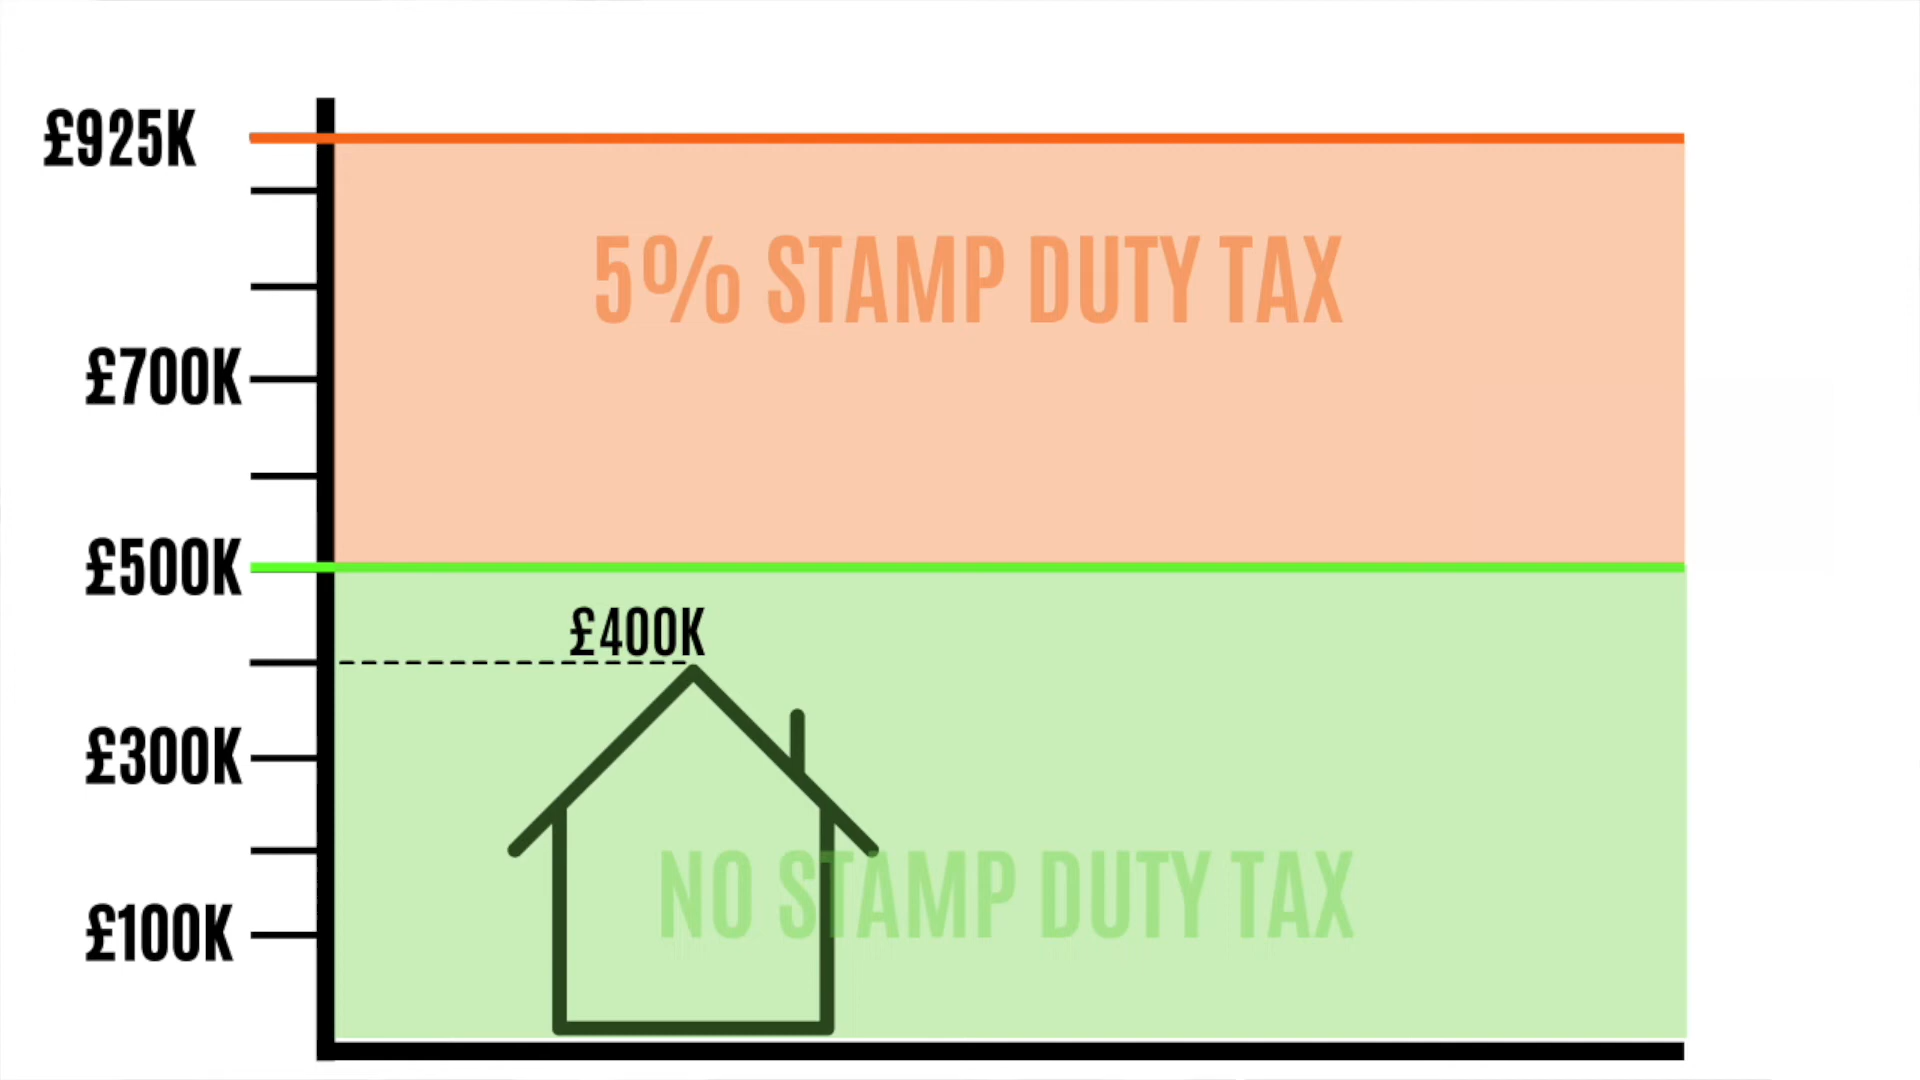 £925K
5% STAMP DUTY TAX
£700K
£500K
£400K
£300K
NO STAMP DUTY TAX
£100K